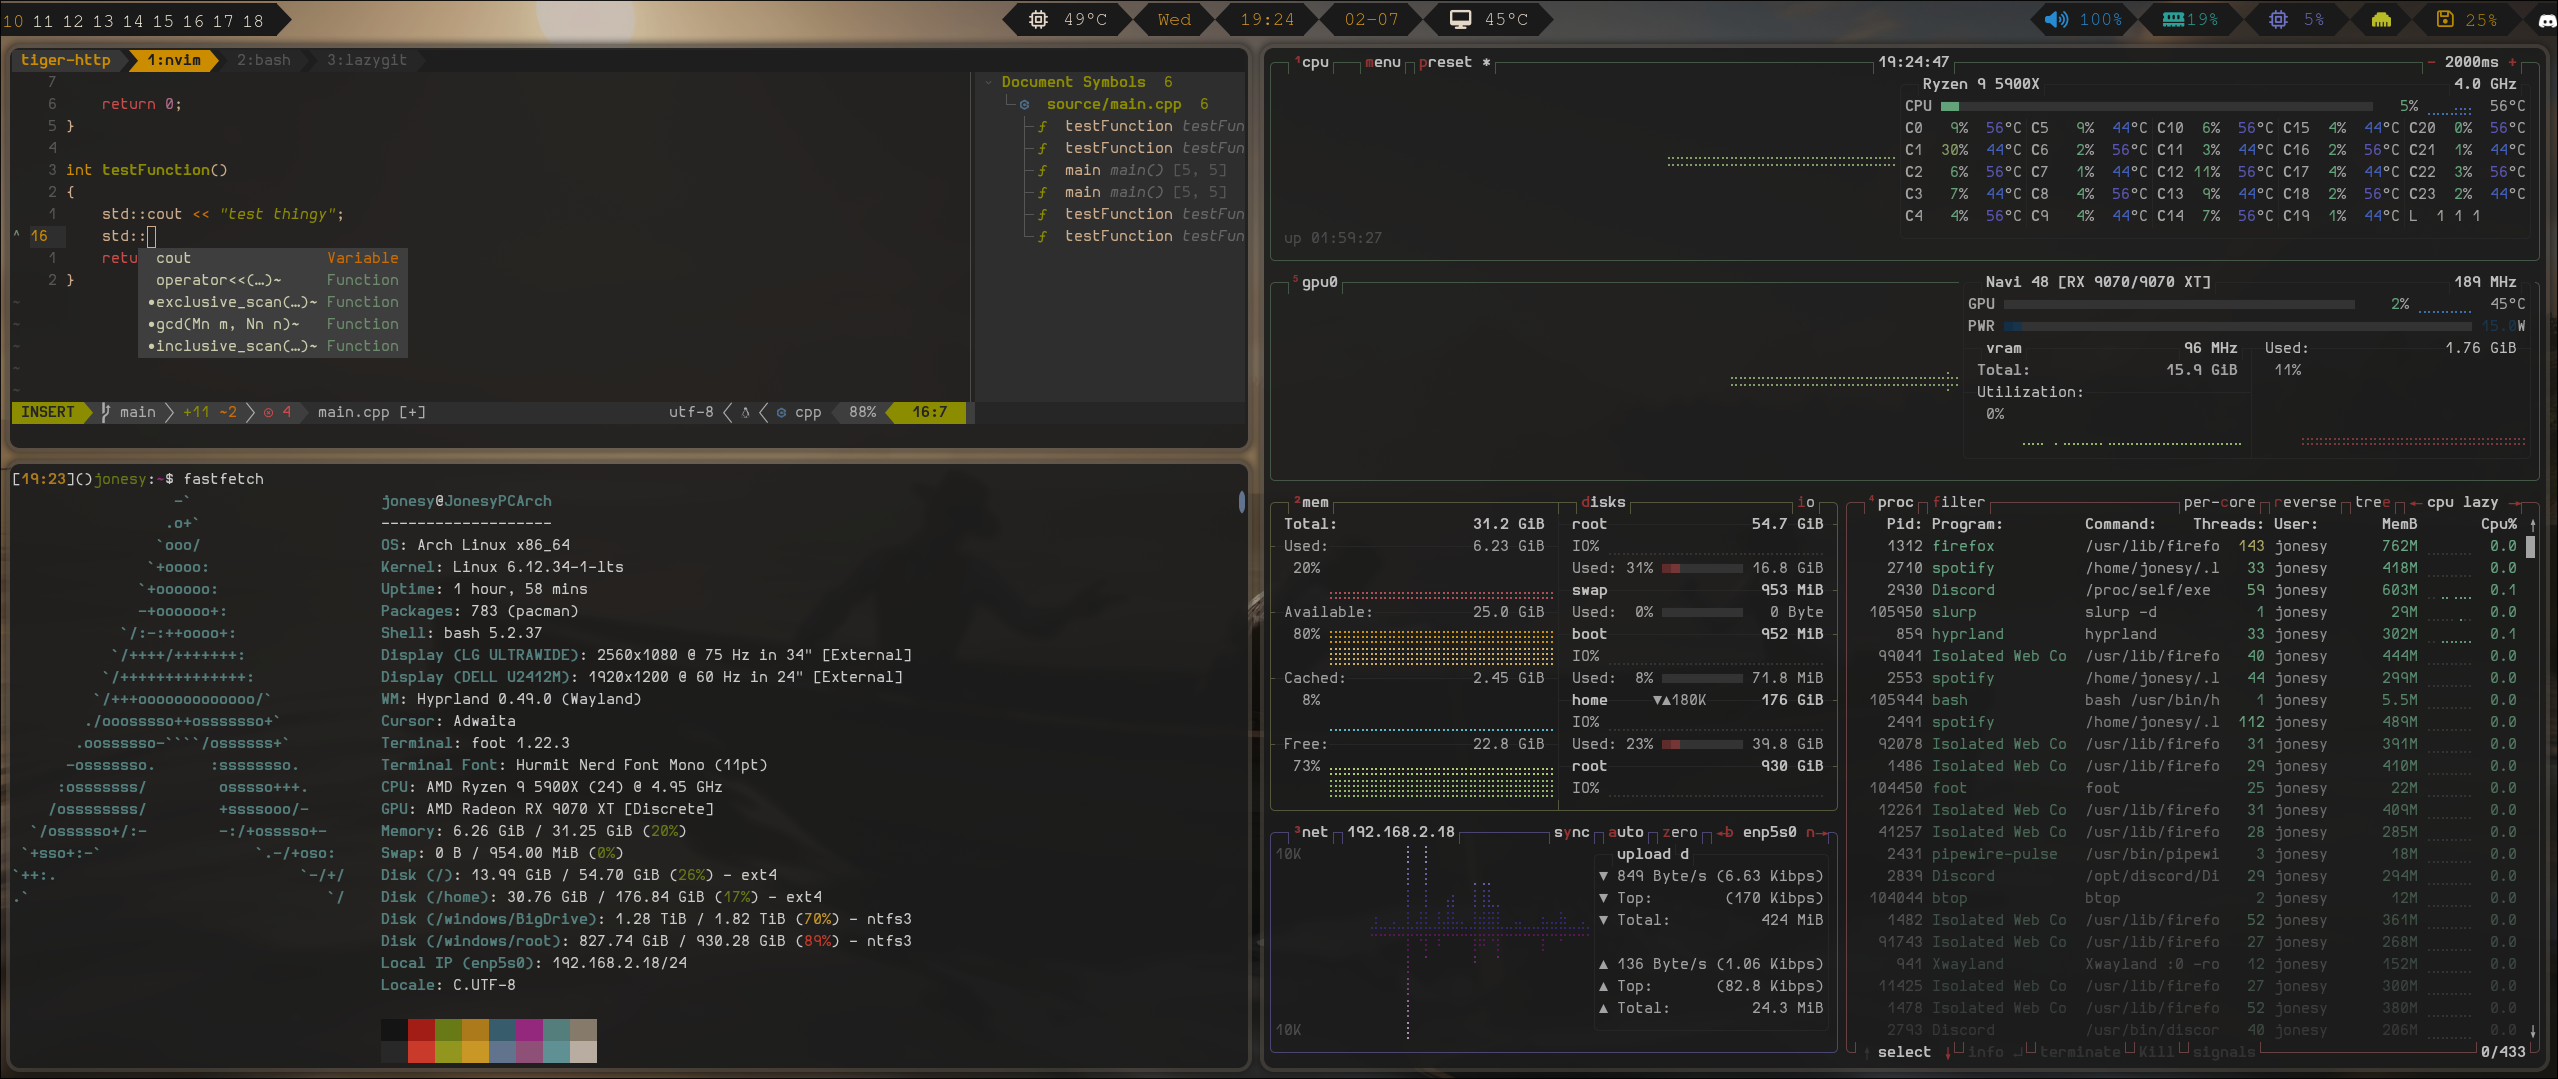 10 11 12 13 14 15 16 17 18
49°C
Wed
19:24
02-07
45°C
100%
19%
5%
25%
tiger-http
1:nvim
2:bash
3:lazygit
7
6 return 0;
5 }
4
3 int testFunction()
2 {
1 std::cout << "test thingy";
^ 16 std::
1 retu
2 }
~
~
~
~
~
cout Variable
operator<<(…)~ Function
•exclusive_scan(…)~ Function
•gcd(Mn m, Nn n)~ Function
•inclusive_scan(…)~ Function
Document Symbols 6
source/main.cpp 6
testFunction testFun
testFunction testFun
main main() [5, 5]
main main() [5, 5]
testFunction testFun
testFunction testFun
INSERT main +11 ~2 4 main.cpp [+] utf-8 cpp 88% 16:7
[19:23]()jonesy:~$ fastfetch
-`
.o+`
`ooo/
`+oooo:
`+oooooo:
-+oooooo+:
`/:-:++oooo+:
`/++++/+++++++:
`/++++++++++++++:
`/+++ooooooooooooo/`
./ooosssso++osssssso+`
.oossssso-````/ossssss+`
-osssssso. :ssssssso.
:osssssss/ osssso+++.
/ossssssss/ +ssssooo/-
`/ossssso+/:- -:/+osssso+-
`+sso+:-` `.-/+oso:
`++:. `-/+/
.` `/
jonesy@JonesyPCArch
-------------------
OS: Arch Linux x86_64
Kernel: Linux 6.12.34-1-lts
Uptime: 1 hour, 58 mins
Packages: 783 (pacman)
Shell: bash 5.2.37
Display (LG ULTRAWIDE): 2560x1080 @ 75 Hz in 34" [External]
Display (DELL U2412M): 1920x1200 @ 60 Hz in 24" [External]
WM: Hyprland 0.49.0 (Wayland)
Cursor: Adwaita
Terminal: foot 1.22.3
Terminal Font: Hurmit Nerd Font Mono (11pt)
CPU: AMD Ryzen 9 5900X (24) @ 4.95 GHz
GPU: AMD Radeon RX 9070 XT [Discrete]
Memory: 6.26 GiB / 31.25 GiB (20%)
Swap: 0 B / 954.00 MiB (0%)
Disk (/): 13.99 GiB / 54.70 GiB (26%) - ext4
Disk (/home): 30.76 GiB / 176.84 GiB (17%) - ext4
Disk (/windows/BigDrive): 1.28 TiB / 1.82 TiB (70%) - ntfs3
Disk (/windows/root): 827.74 GiB / 930.28 GiB (89%) - ntfs3
Local IP (enp5s0): 192.168.2.18/24
Locale: C.UTF-8
1cpu menu preset * 19:24:47 - 2000ms +
Ryzen 9 5900X 4.0 GHz
CPU 5% 56°C
C0 9% 56°C C5 9% 44°C C10 6% 56°C C15 4% 44°C C20 0% 56°C
C1 30% 44°C C6 2% 56°C C11 3% 44°C C16 2% 56°C C21 1% 44°C
C2 6% 56°C C7 1% 44°C C12 11% 56°C C17 4% 44°C C22 3% 56°C
C3 7% 44°C C8 4% 56°C C13 9% 44°C C18 2% 56°C C23 2% 44°C
C4 4% 56°C C9 4% 44°C C14 7% 56°C C19 1% 44°C L 1 1 1
up 01:59:27
5gpu0
Navi 48 [RX 9070/9070 XT] 189 MHz
GPU 2% 45°C
PWR 15.0W
vram 96 MHz Used: 1.76 GiB
Total: 15.9 GiB 11%
Utilization:
0%
2mem
Total: 31.2 GiB
Used: 6.23 GiB
20%
Available: 25.0 GiB
80%
Cached: 2.45 GiB
8%
Free: 22.8 GiB
73%
disks io
root 54.7 GiB
IO%
Used: 31% 16.8 GiB
swap 953 MiB
Used: 0% 0 Byte
boot 952 MiB
IO%
Used: 8% 71.8 MiB
home ▼▲180K 176 GiB
IO%
Used: 23% 39.8 GiB
root 930 GiB
IO%
3net 192.168.2.18 sync auto zero ←b enp5s0 n→
10K
upload d
▼ 849 Byte/s (6.63 Kibps)
▼ Top: (170 Kibps)
▼ Total: 424 MiB
▲ 136 Byte/s (1.06 Kibps)
▲ Top: (82.8 Kibps)
▲ Total: 24.3 MiB
10K
4proc filter per-core reverse tree ← cpu lazy →
Pid: Program: Command: Threads: User: MemB Cpu% ↑
1312 firefox /usr/lib/firefo 143 jonesy 762M 0.0
2710 spotify /home/jonesy/.l 33 jonesy 418M 0.0
2930 Discord /proc/self/exe 59 jonesy 603M 0.1
105950 slurp slurp -d 1 jonesy 29M 0.0
859 hyprland hyprland 33 jonesy 302M 0.1
99041 Isolated Web Co /usr/lib/firefo 40 jonesy 444M 0.0
2553 spotify /home/jonesy/.l 44 jonesy 299M 0.0
105944 bash bash /usr/bin/h 1 jonesy 5.5M 0.0
2491 spotify /home/jonesy/.l 112 jonesy 489M 0.0
92078 Isolated Web Co /usr/lib/firefo 31 jonesy 391M 0.0
1486 Isolated Web Co /usr/lib/firefo 29 jonesy 410M 0.0
104450 foot foot 25 jonesy 22M 0.0
12261 Isolated Web Co /usr/lib/firefo 31 jonesy 409M 0.0
41257 Isolated Web Co /usr/lib/firefo 28 jonesy 285M 0.0
2431 pipewire-pulse /usr/bin/pipewi 3 jonesy 18M 0.0
2839 Discord /opt/discord/Di 29 jonesy 294M 0.0
104044 btop btop 2 jonesy 12M 0.0
1482 Isolated Web Co /usr/lib/firefo 52 jonesy 361M 0.0
91743 Isolated Web Co /usr/lib/firefo 27 jonesy 268M 0.0
941 Xwayland Xwayland :0 -ro 12 jonesy 152M 0.0
11425 Isolated Web Co /usr/lib/firefo 27 jonesy 300M 0.0
1478 Isolated Web Co /usr/lib/firefo 52 jonesy 380M 0.0
2793 Discord /usr/bin/discor 40 jonesy 206M 0.0 ↓
↑ select ↓ info ↵ terminate Kill signals 0/433